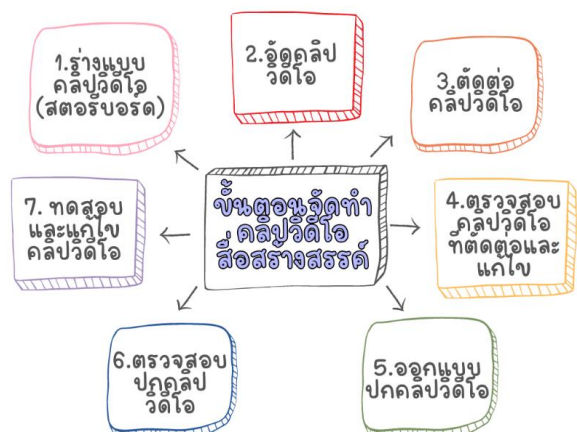 1.ร่างแบบ
คลิปวิดีโอ
(สตอรี่บอร์ด)
2.อัดคลิป
วิดีโอ
3.ตัดต่อ
คลิปวิดีโอ
ขั้นตอนจัดทำ
คลิปวิดีโอ
สื่อสร้างสรรค์
4.ตรวจสอบ
คลิปวิดีโอ
ที่ตัดต่อและ
แก้ไข
5.ออกแบบ
ปกคลิปวิดีโอ
6.ตรวจสอบ
ปกคลิป
วิดีโอ
7. ทดสอบ
และแก้ไข
คลิปวิดีโอ